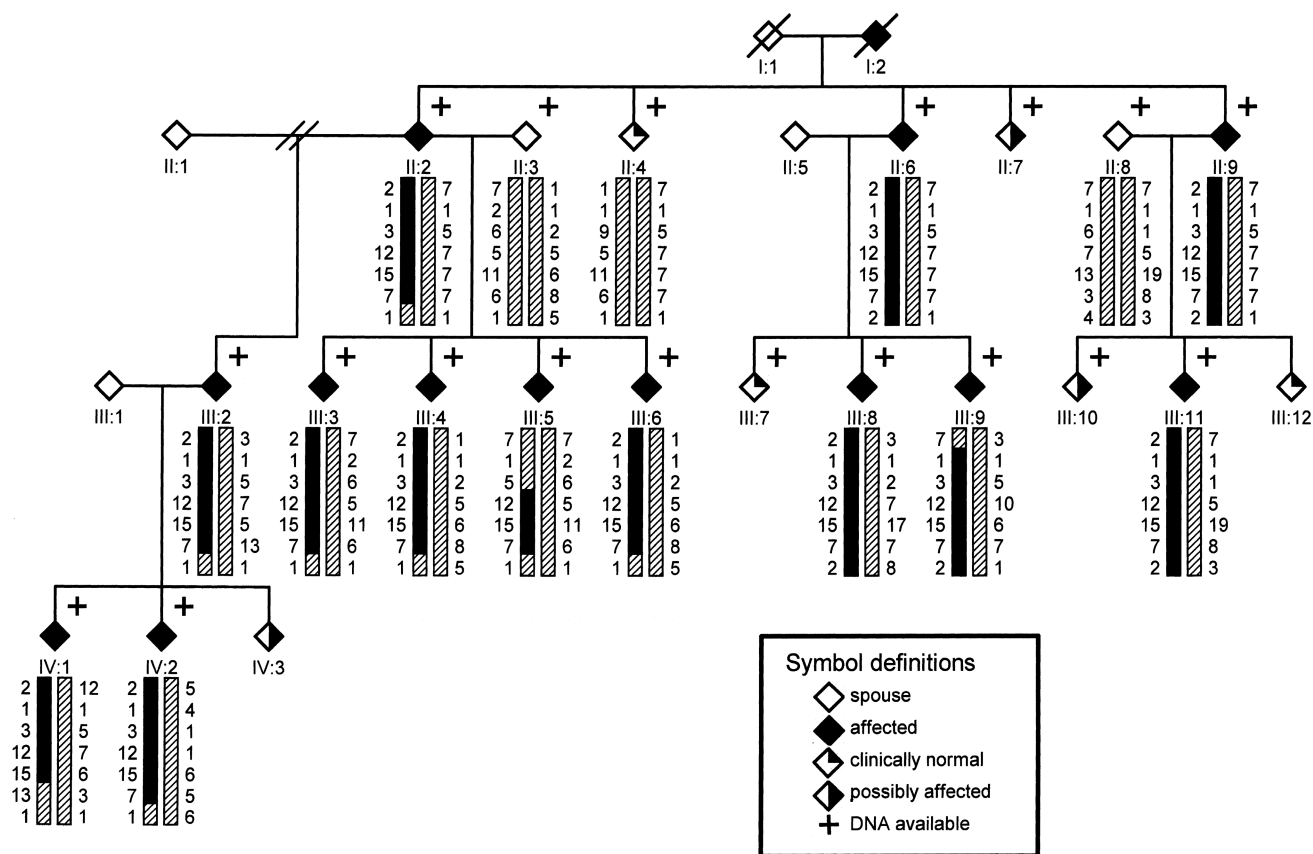 I:1 I:2
+ + + + + +
II:1 II:2 II:3 II:4 II:5 II:6 II:7 II:8 II:9
2 7 7 1 1 7 2 7 7 7 2 7
1 1 2 1 1 1 1 1 1 1 1 1
3 5 6 2 9 5 3 5 6 1 3 5
12 7 5 5 5 7 12 7 7 5 12 7
15 7 11 6 11 7 15 7 13 19 15 7
7 7 6 8 6 7 7 7 3 8 7 7
1 1 1 5 1 1 2 1 4 3 2 1
+ + + + + + + + + + +
III:1 III:2 III:3 III:4 III:5 III:6 III:7 III:8 III:9 III:10 III:11 III:12
2 3 2 7 2 1 7 7 2 1 2 3 7 3 2 7
1 1 1 2 1 1 1 2 1 1 1 1 1 1 1 1
3 5 3 6 3 2 5 6 3 2 3 2 3 5 3 1
12 7 12 5 12 5 12 5 12 5 12 7 12 10 12 5
15 5 15 11 15 6 15 11 15 6 15 17 15 6 15 19
7 13 7 6 7 8 7 6 7 8 7 7 7 7 7 8
1 1 1 1 1 5 1 1 1 5 2 8 2 1 2 3
+ +
IV:1 IV:2 IV:3
2 12 2 5
1 1 1 4
3 5 3 1
12 7 12 1
15 6 15 6
13 3 7 5
1 1 1 6
Symbol definitions
spouse
affected
clinically normal
possibly affected
+ DNA available